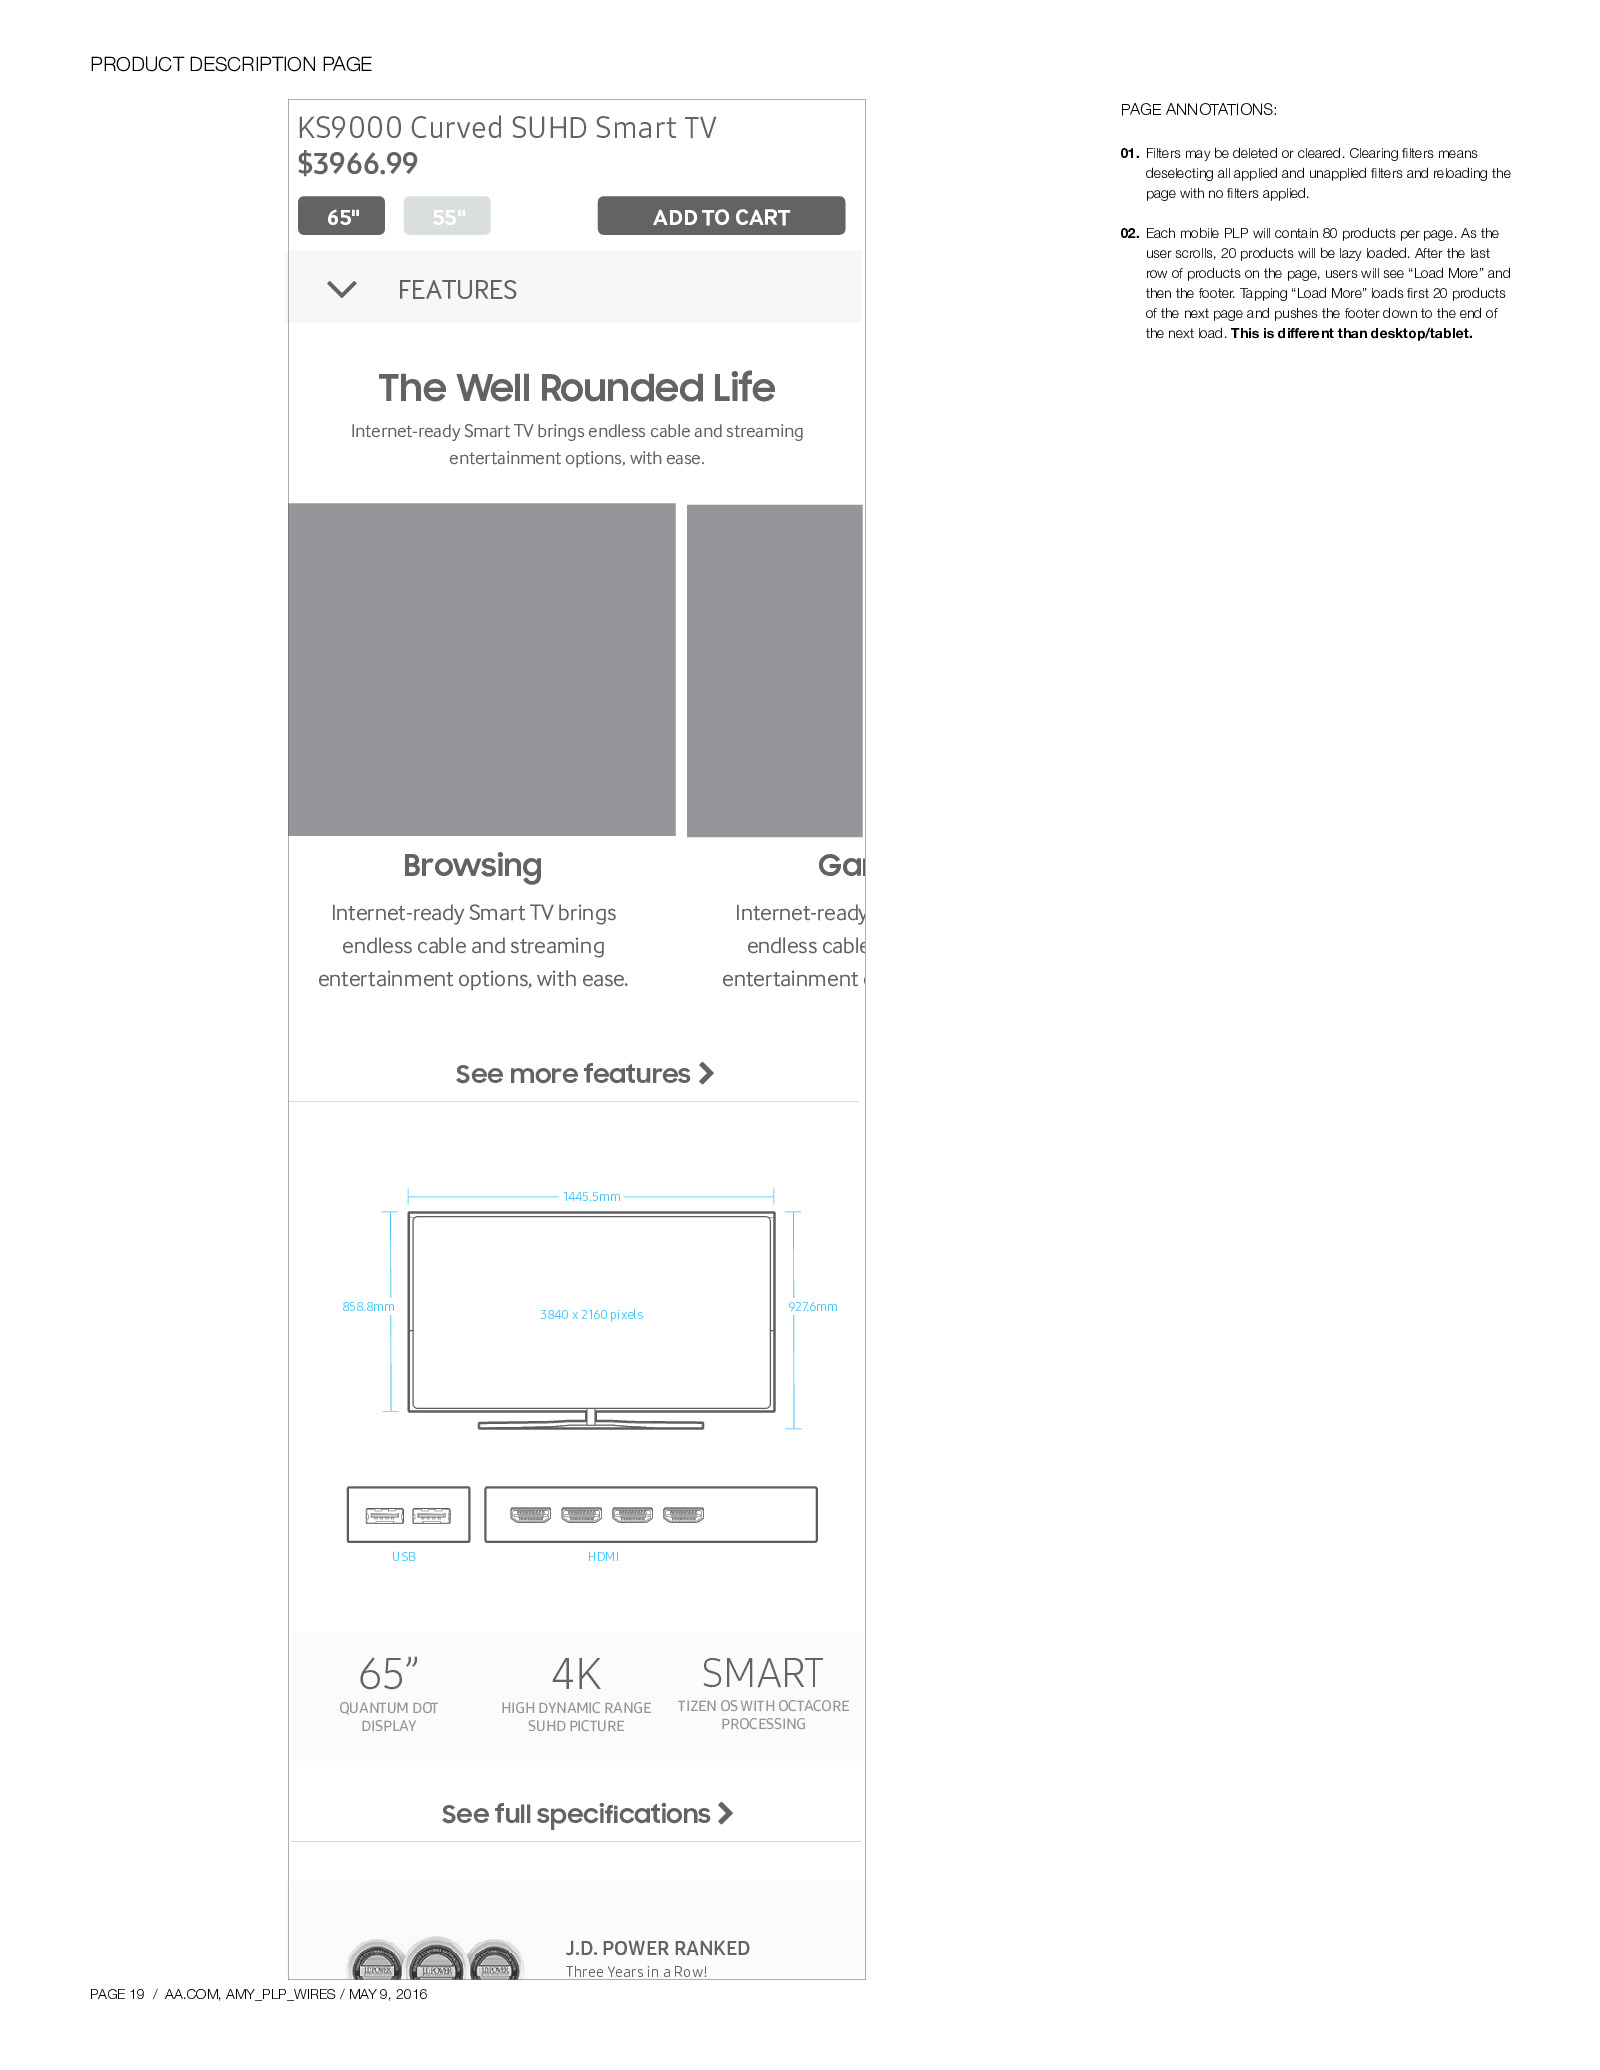 PRODUCT DESCRIPTION PAGE
KS9000 Curved SUHD Smart TV
$3966.99
65"
55"
ADD TO CART
FEATURES
The Well Rounded Life
Internet-ready Smart TV brings endless cable and streaming
entertainment options, with ease.
Browsing
Internet-ready Smart TV brings
endless cable and streaming
entertainment options, with ease.
Internet-ready
endless cable
entertainment
See more features
1445.5mm
858.8mm
3840 x 2160 pixels
927.6mm
USB
HDMI
65”
QUANTUM DOT
DISPLAY
4K
HIGH DYNAMIC RANGE
SUHD PICTURE
SMART
TIZEN OS WITH OCTACORE
PROCESSING
See full specifications
J.D. POWER
J.D. POWER
J.D. POWER
J.D. POWER RANKED
Three Years in a Row!
PAGE ANNOTATIONS:
01. Filters may be deleted or cleared. Clearing filters means
deselecting all applied and unapplied filters and reloading the
page with no filters applied.
02. Each mobile PLP will contain 80 products per page. As the
user scrolls, 20 products will be lazy loaded. After the last
row of products on the page, users will see “Load More” and
then the footer. Tapping “Load More” loads first 20 products
of the next page and pushes the footer down to the end of
the next load. This is different than desktop/tablet.
PAGE 19 / AA.COM, AMY_PLP_WIRES / MAY 9, 2016